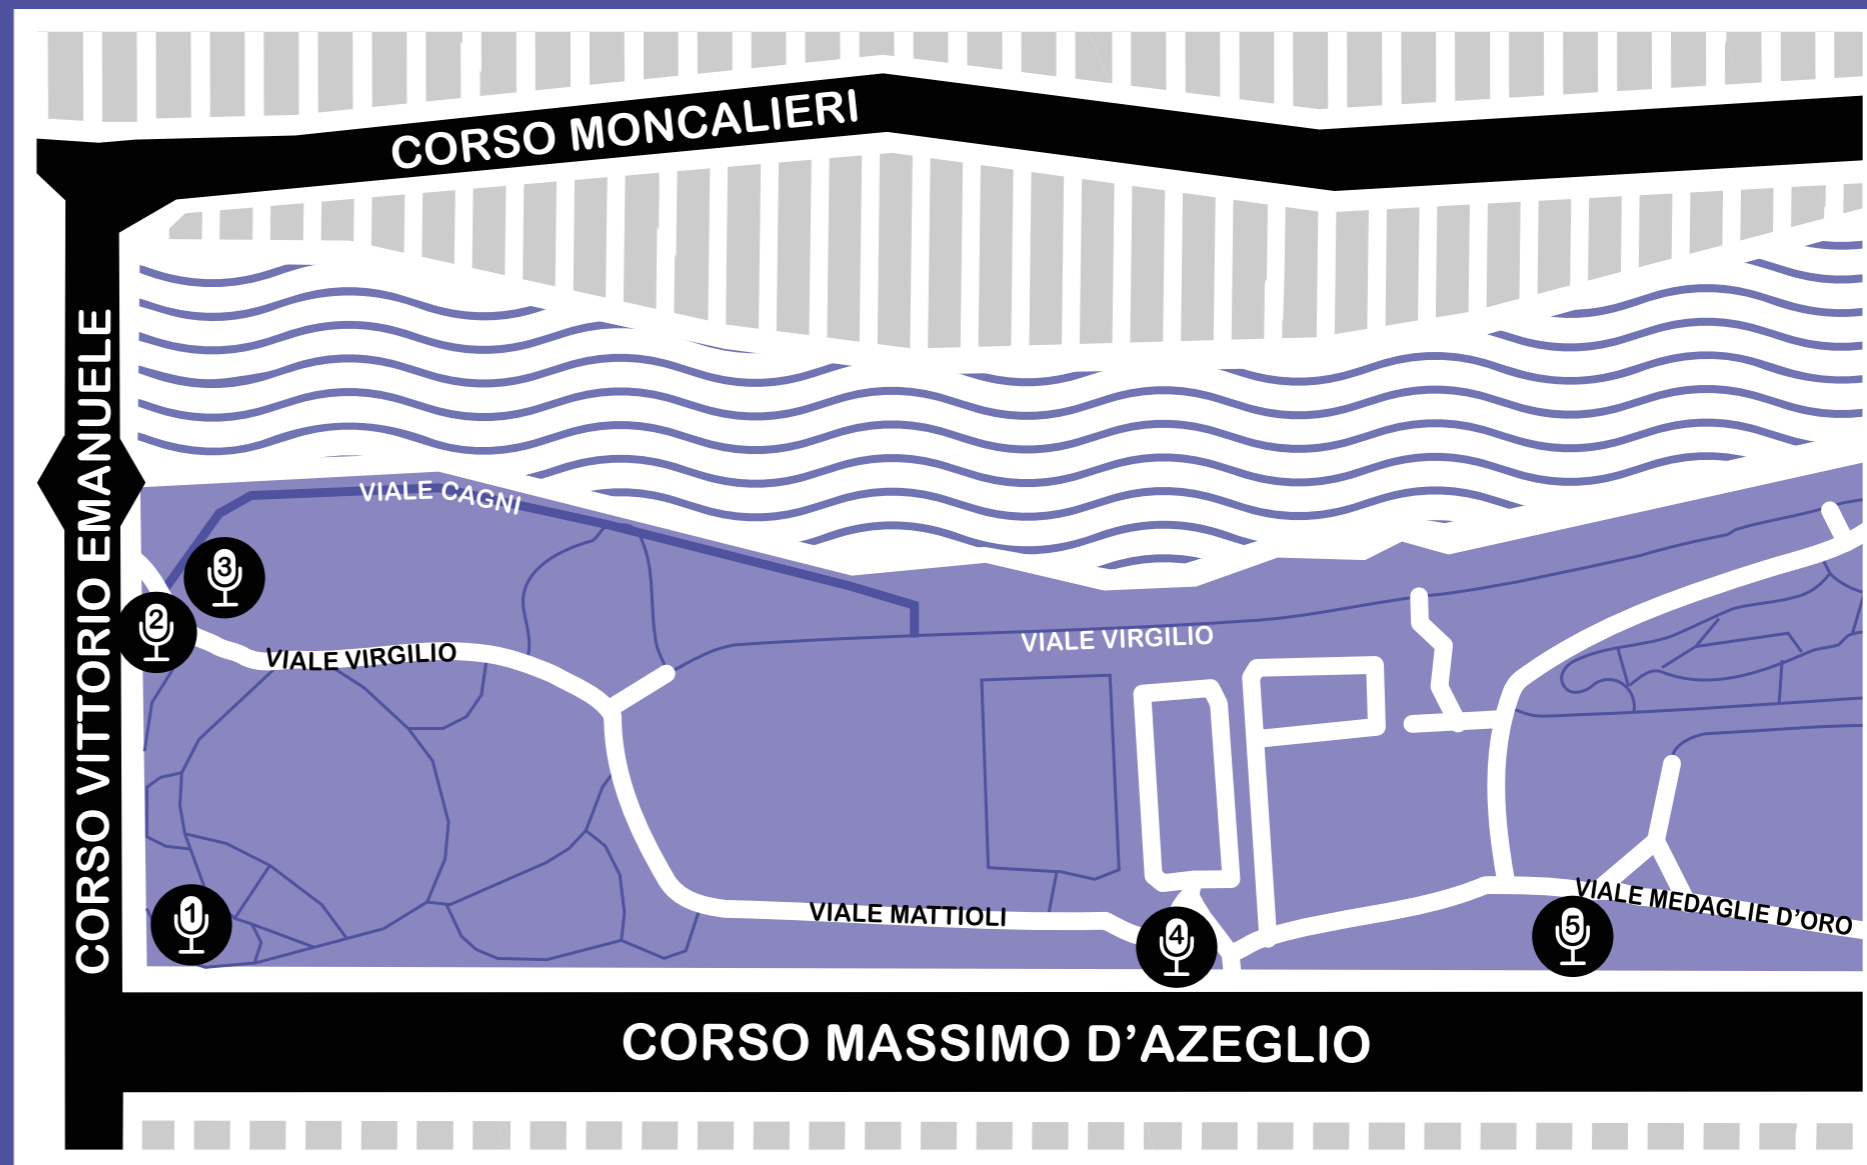 CORSO MONCALIERI
CORSO VITTORIO EMANUELE
VIALE CAGNI
3
2
VIALE VIRGILIO
VIALE VIRGILIO
1
VIALE MATTIOLI
4
5
VIALE MEDAGLIE D’ORO
CORSO MASSIMO D’AZEGLIO